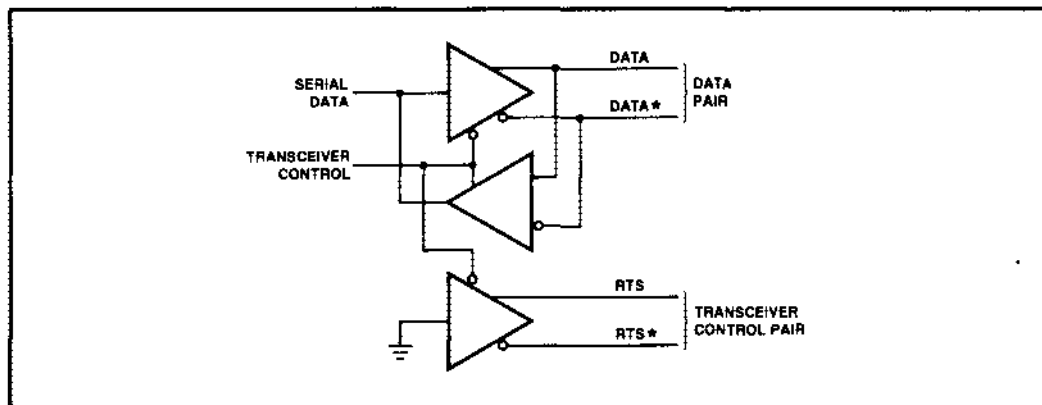 SERIAL
DATA
TRANSCEIVER
CONTROL
DATA
DATA*
DATA
PAIR
RTS
RTS*
TRANSCEIVER
CONTROL PAIR